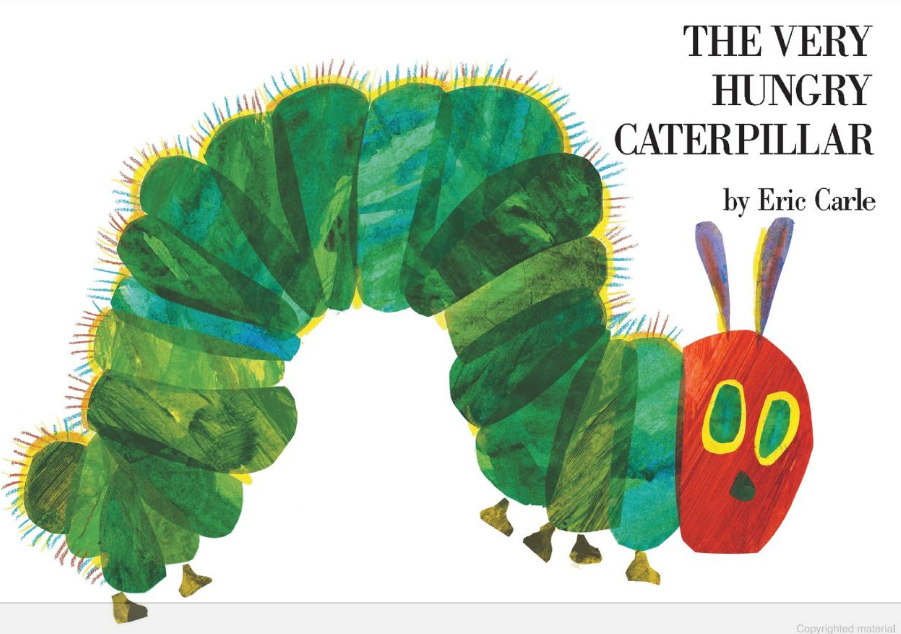 THE VERY
HUNGRY
CATERPILLAR
by Eric Carle
Copyrighted material